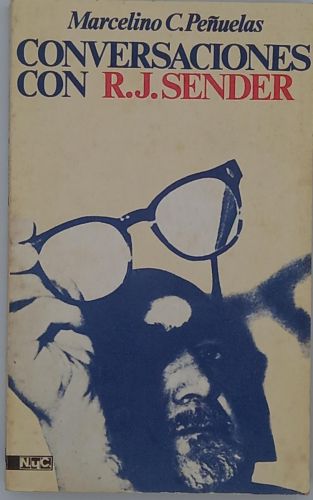 Marcelino C. Peñuelas
CONVERSACIONES
CON R.J. SENDER
N.y C.